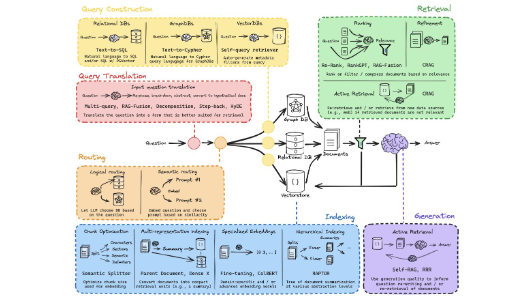 Query Construction
Relational DBs
GraphDBs
VectorDBs
Question
Question
Question
Text-to-SQL
Text-to-Cypher
Self-query retriever
Natural language to SQL
and/or SQL w/ PGVector
Natural language to Cypher
query language for GraphDBs
Auto-generate metadata
filters from query
Query Translation
Input question translation
Question
Multi-query, RAG-Fusion, Decomposition, Step-back, HyDE
Translate the question into a form that is better suited for retrieval
Routing
Logical routing
Semantic routing
Question
Question
Prompt #1
Embed
Prompt #2
Let LLM choose DB based
on the question
Embed question and choose
prompt based on similarity
Question
Graph DB
Relational DB
Vectorstore
Documents
Answer
Retrieval
Ranking
Refinement
Question
Relevance
Re-Rank, RankGPT, RAG-Fusion
CRAG
Rank or filter / compress documents based on relevance
Active Retrieval
CRAG
Re-retrieve and / or retrieve from new data sources
(e.g., web) if retrieved documents are not relevant
Indexing
Chunk Optimization
Multi-representation indexing
Specialized Embeddings
Hierarchical Indexing
Split
Characters
Sections
Semantic
Delimiters
Summary
Splits
Summary
Semantic Splitter
Parent Document, Dense X
Fine-tuning, ColBERT
RAPTOR
Optimize chunk size
used for embedding
Convert documents into compact
retrieval units (e.g., a summary)
Domain-specific and / or
advanced embedding models
Tree of document summarization
at various abstraction levels
Generation
Active Retrieval
Answer
Self-RAG, RRR
Use generation quality to inform
question re-writing and / or
re-retrieval of documents